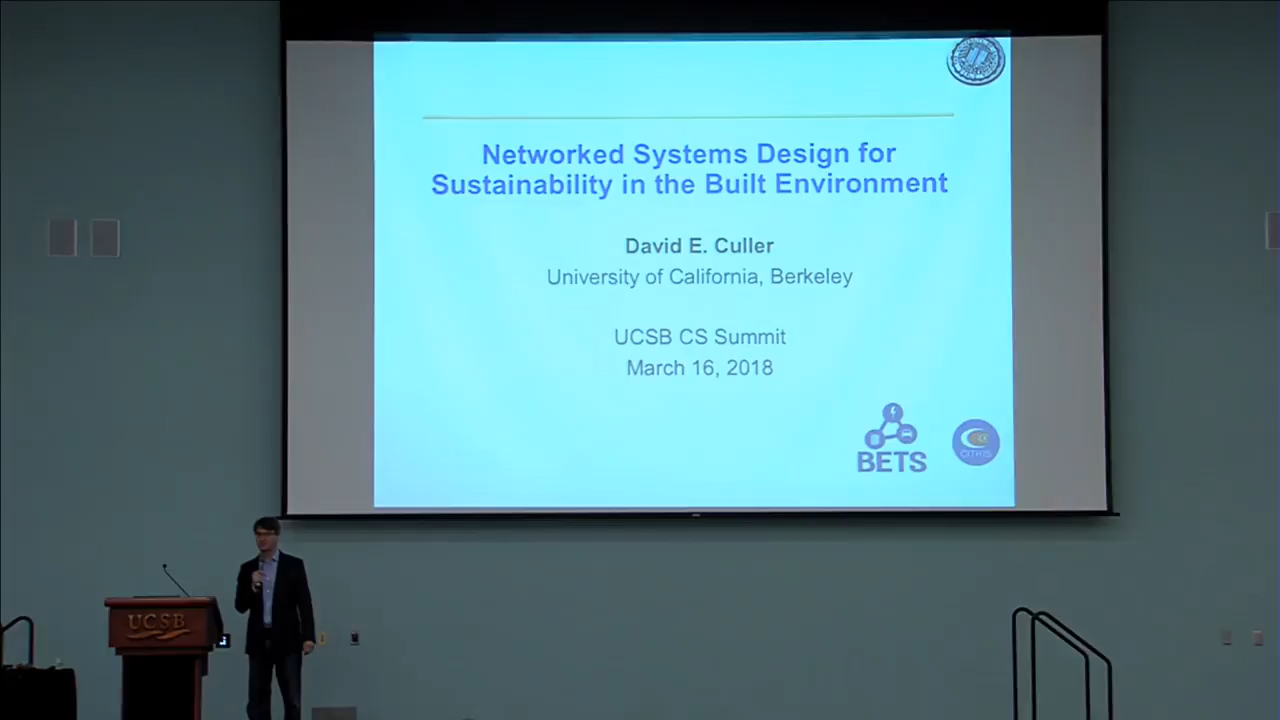 Networked Systems Design for
Sustainability in the Built Environment
David E. Culler
University of California, Berkeley
UCSB CS Summit
March 16, 2018
BETS
CITRIS
UCSB